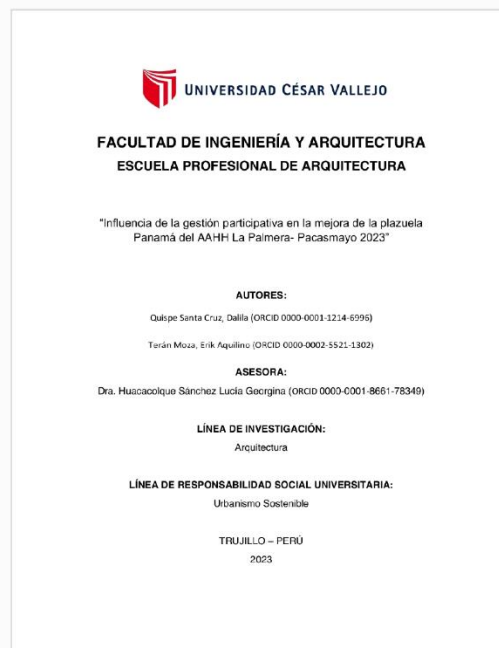 UNIVERSIDAD CÉSAR VALLEJO
FACULTAD DE INGENIERÍA Y ARQUITECTURA
ESCUELA PROFESIONAL DE ARQUITECTURA
"Influencia de la gestión participativa en la mejora de la plazuela
Panamá del AAHH La Palmera- Pacasmayo 2023"
AUTORES:
Quispe Santa Cruz, Dalila (ORCID 0000-0001-1214-6996)
Terán Moza, Erik Aquilino (ORCID 0000-0002-5521-1302)
ASESORA:
Dra. Huacacolque Sánchez Lucía Georgina (ORCID 0000-0001-8661-78349)
LÍNEA DE INVESTIGACIÓN:
Arquitectura
LÍNEA DE RESPONSABILIDAD SOCIAL UNIVERSITARIA:
Urbanismo Sostenible
TRUJILLO – PERÚ
2023